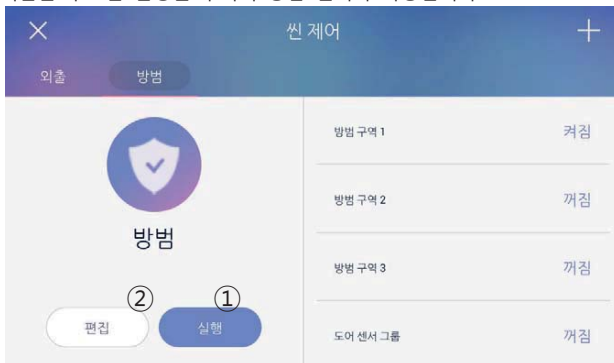 씬 제어
외출 방범
방범
② ①
편집 실행
방범 구역 1 켜짐
방범 구역 2 꺼짐
방범 구역 3 꺼짐
도어 센서 그룹 꺼짐